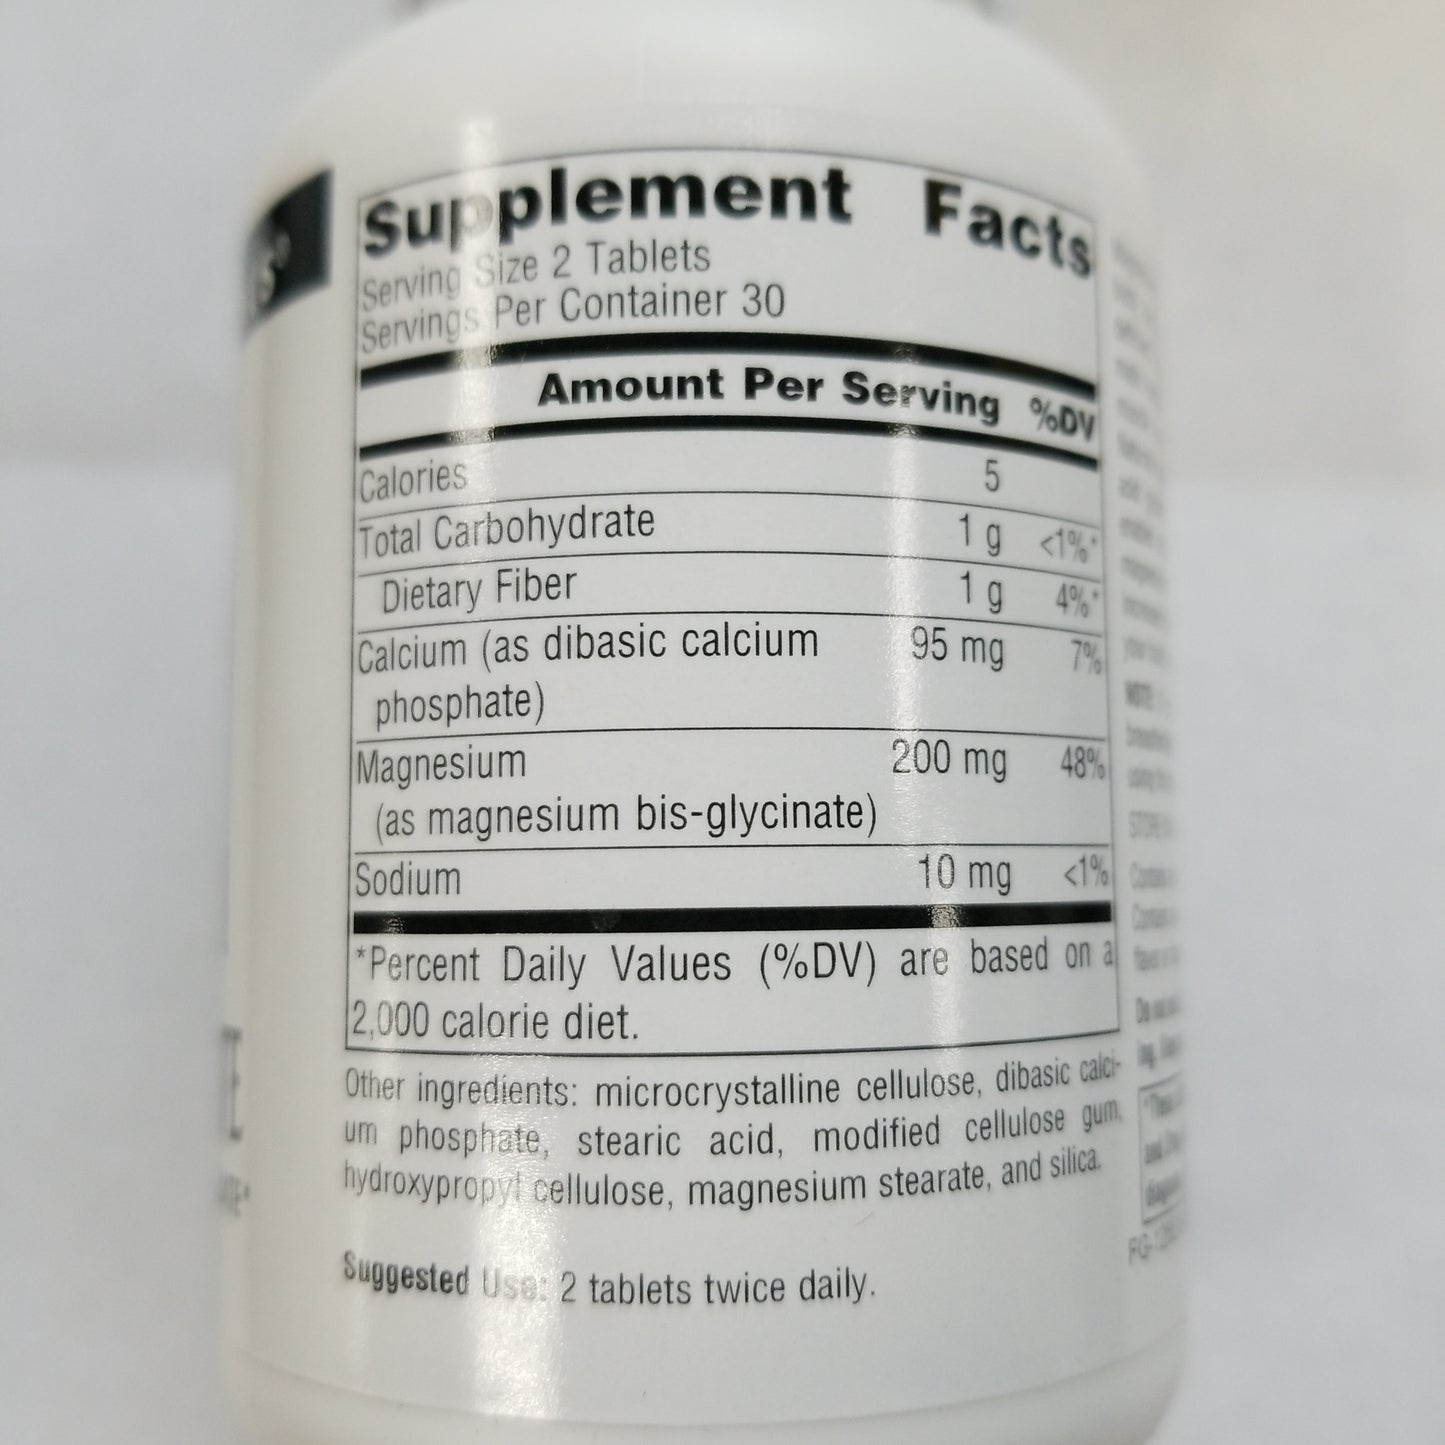 Supplement Facts
Serving Size 2 Tablets
Servings Per Container 30
Amount Per Serving %DV
Calories 5
Total Carbohydrate 1 g <1%*
Dietary Fiber 1 g 4%*
Calcium (as dibasic calcium 95 mg 7%
phosphate)
Magnesium 200 mg 48%
(as magnesium bis-glycinate)
Sodium 10 mg <1%
*Percent Daily Values (%DV) are based on a
2,000 calorie diet.
Other ingredients: microcrystalline cellulose, dibasic calci-
um phosphate, stearic acid, modified cellulose gum,
hydroxypropyl cellulose, magnesium stearate, and silica.
Suggested Use: 2 tablets twice daily.